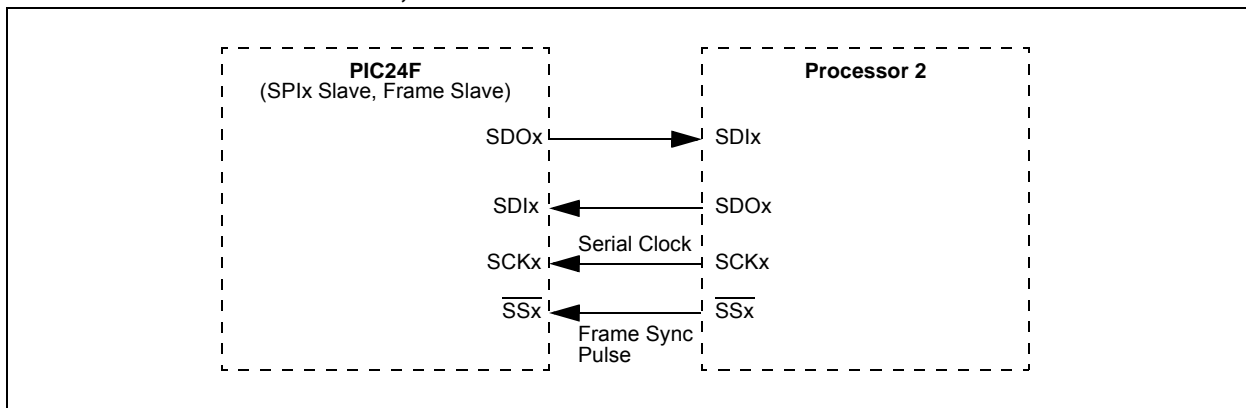 PIC24F
(SPIx Slave, Frame Slave)
Processor 2
SDOx
SDIx
SDIx
SDOx
Serial Clock
SCKx
SCKx
SSx
SSx
Frame Sync
Pulse